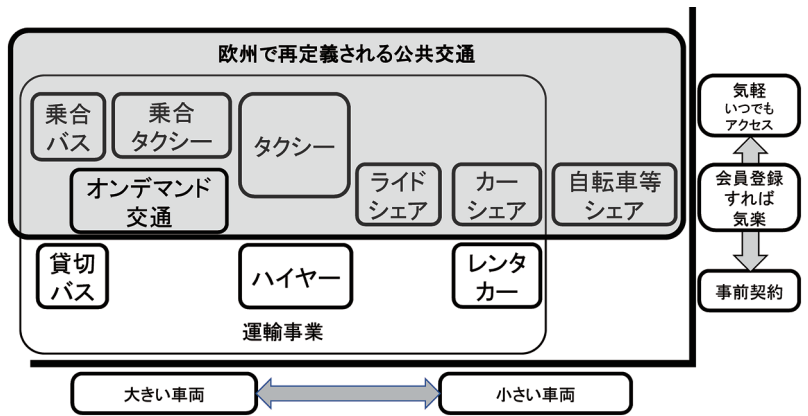 欧州で再定義される公共交通
乗合
バス
乗合
タクシー
タクシー
オンデマンド
交通
ライド
シェア
カー
シェア
自転車等
シェア
貸切
バス
ハイヤー
レンタ
カー
運輸事業
気軽
いつでも
アクセス
会員登録
すれば
気楽
事前契約
大きい車両
小さい車両